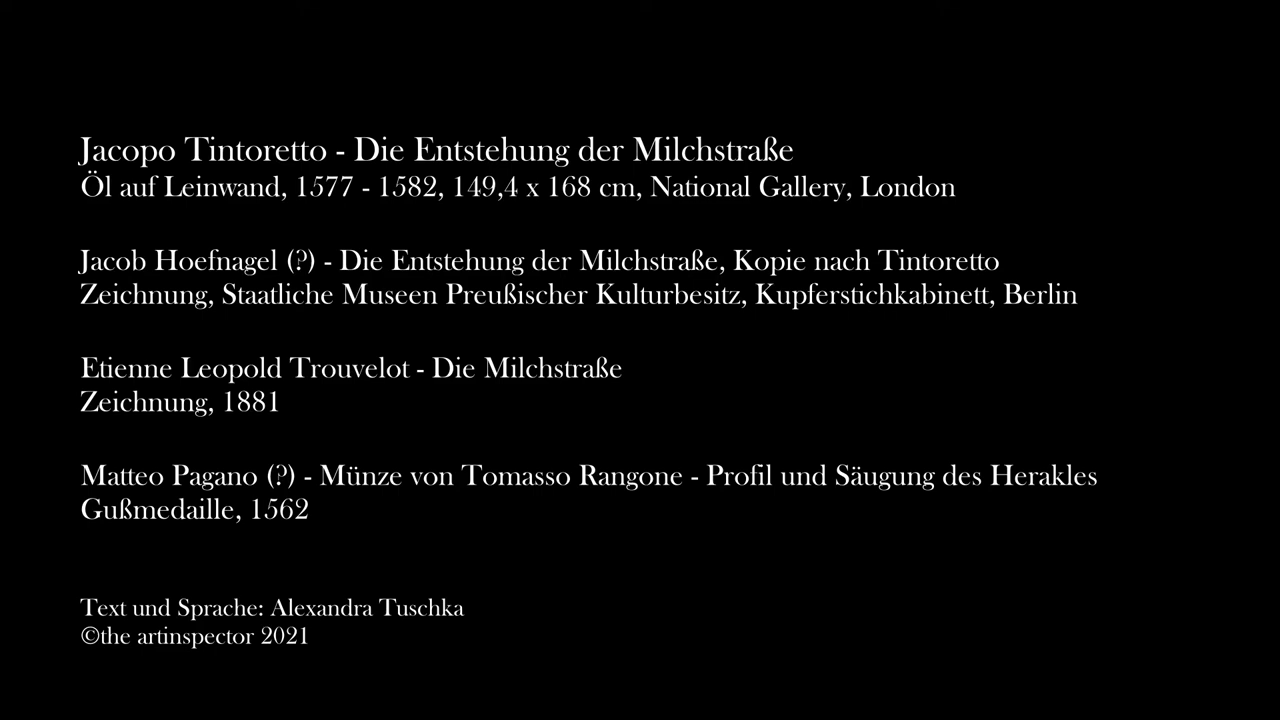 Jacopo Tintoretto - Die Entstehung der Milchstraße
Öl auf Leinwand, 1577 - 1582, 149,4 x 168 cm, National Gallery, London
Jacob Hoefnagel (?) - Die Entstehung der Milchstraße, Kopie nach Tintoretto
Zeichnung, Staatliche Museen Preußischer Kulturbesitz, Kupferstichkabinett, Berlin
Etienne Leopold Trouvelot - Die Milchstraße
Zeichnung, 1881
Matteo Pagano (?) - Münze von Tomasso Rangone - Profil und Säugung des Herakles
Gußmedaille, 1562
Text und Sprache: Alexandra Tuschka
©the artinspector 2021